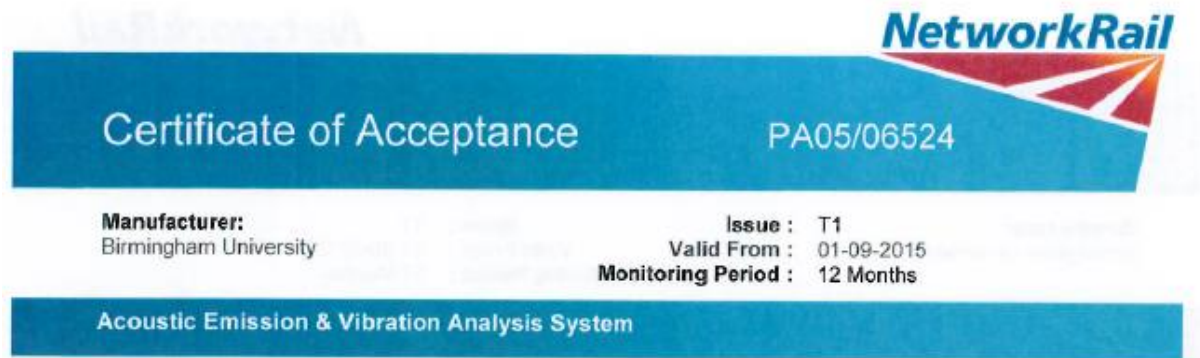 NetworkRail
Certificate of Acceptance PA05/06524
Manufacturer: Issue : T1
Birmingham University Valid From : 01-09-2015
Monitoring Period : 12 Months
Acoustic Emission & Vibration Analysis System